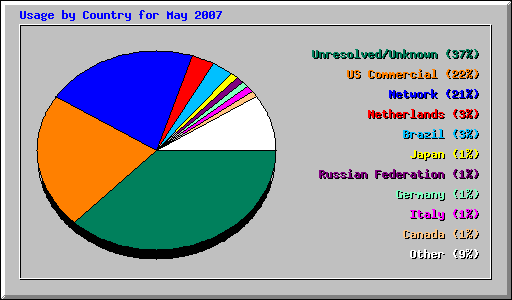 Usage by Country for May 2007
Unresolved/Unknown (37%)
US Commercial (22%)
Network (21%)
Netherlands (3%)
Brazil (3%)
Japan (1%)
Russian Federation (1%)
Germany (1%)
Italy (1%)
Canada (1%)
Other (9%)